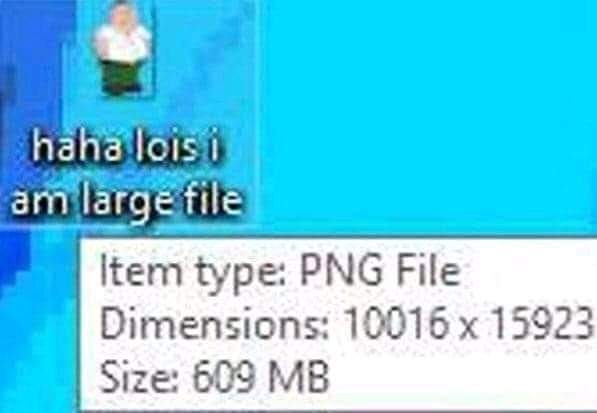 haha lois i
am large file
Item type: PNG File
Dimensions: 10016 x 15923
Size: 609 MB